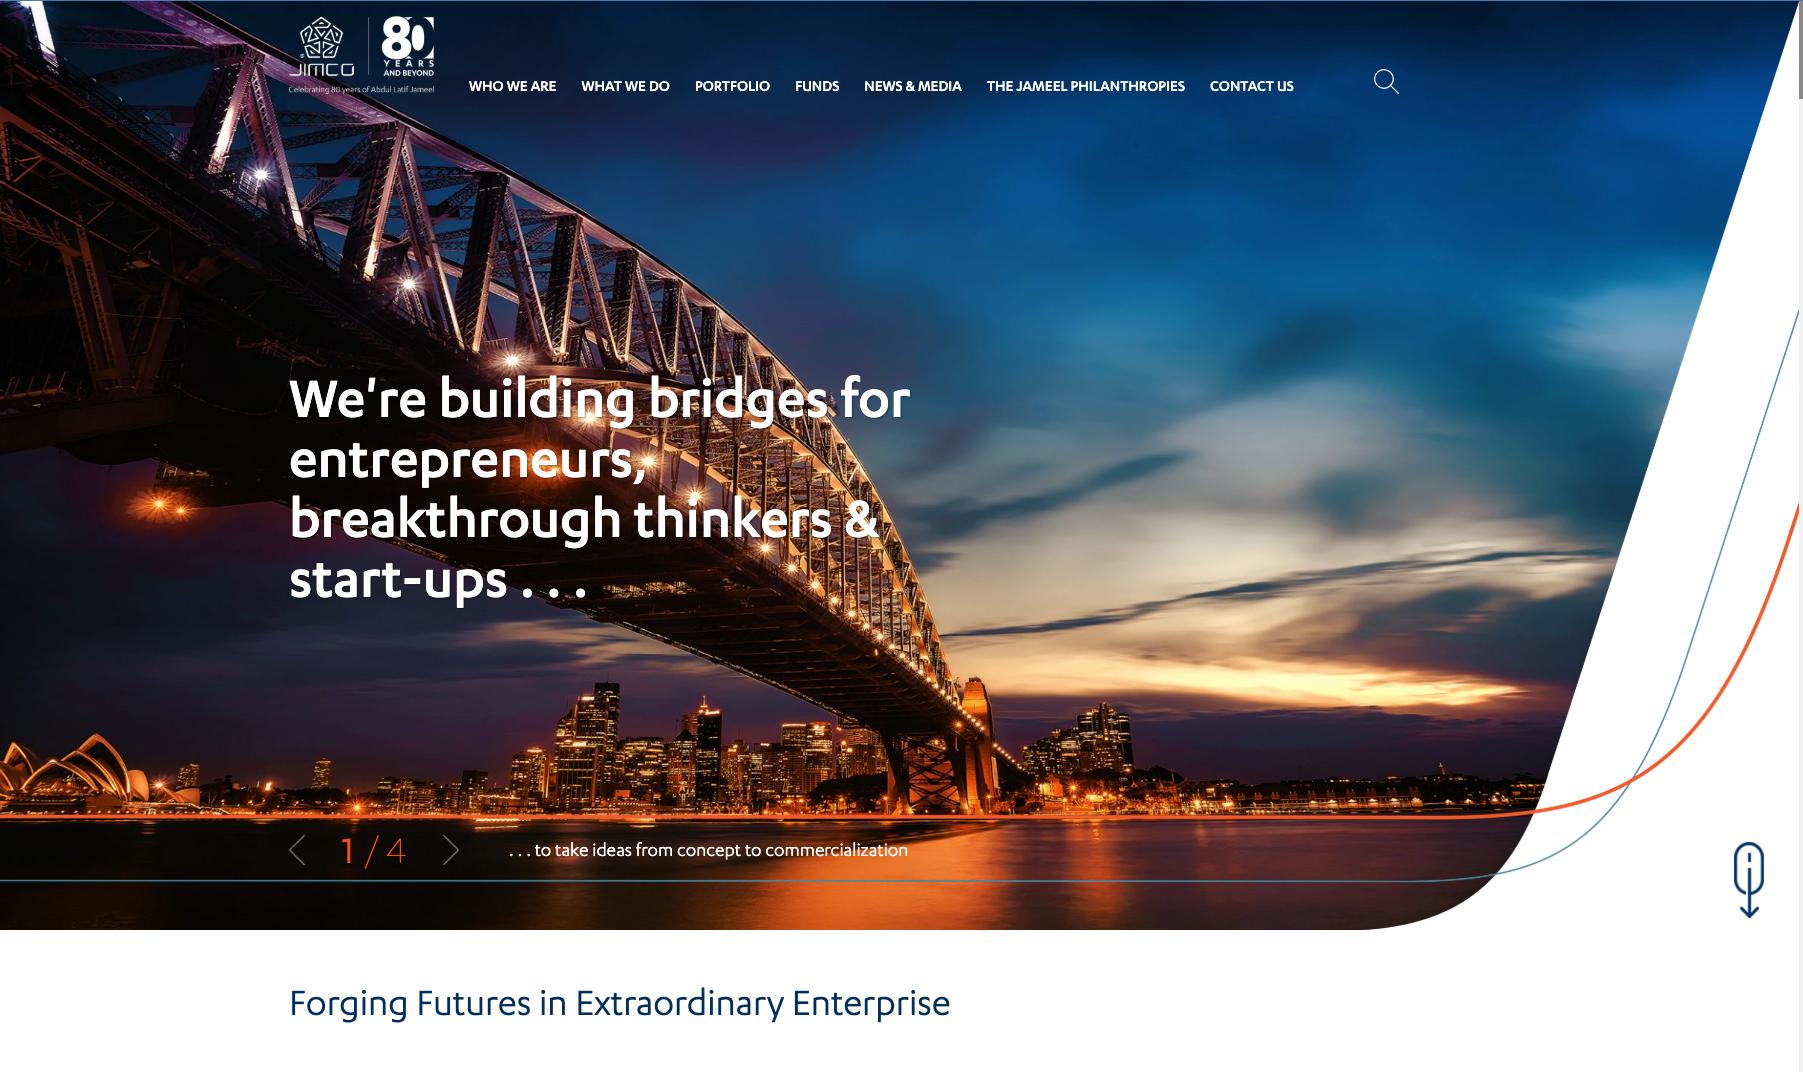 JIMCO
80
YEARS
AND BEYOND
Celebrating 80 years of Abdul Latif Jameel
WHO WE ARE
WHAT WE DO
PORTFOLIO
FUNDS
NEWS & MEDIA
THE JAMEEL PHILANTHROPIES
CONTACT US
We're building bridges for
entrepreneurs,
breakthrough thinkers &
start-ups . . .
1 / 4
. . . to take ideas from concept to commercialization
Forging Futures in Extraordinary Enterprise